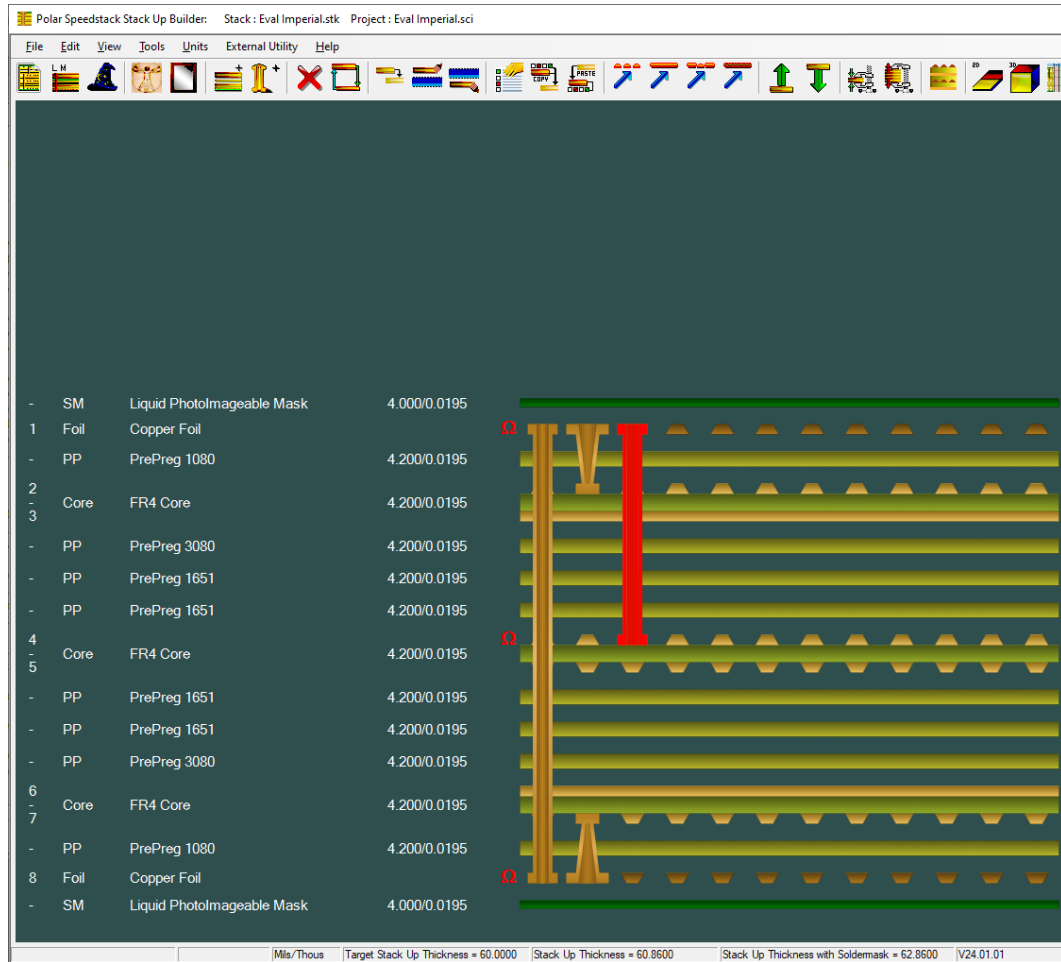 Polar Speedstack Stack Up Builder: Stack : Eval Imperial.stk Project : Eval Imperial.sci
File Edit View Tools Units External Utility Help
L M + + COPY PASTE 2D 3D
- SM Liquid PhotoImageable Mask 4.000/0.0195
1 Foil Copper Foil Ω
- PP PrePreg 1080 4.200/0.0195
2
- Core FR4 Core 4.200/0.0195
3
- PP PrePreg 3080 4.200/0.0195
- PP PrePreg 1651 4.200/0.0195
- PP PrePreg 1651 4.200/0.0195
4 Ω
- Core FR4 Core 4.200/0.0195
5
- PP PrePreg 1651 4.200/0.0195
- PP PrePreg 1651 4.200/0.0195
- PP PrePreg 3080 4.200/0.0195
6
- Core FR4 Core 4.200/0.0195
7
- PP PrePreg 1080 4.200/0.0195
8 Foil Copper Foil Ω
- SM Liquid PhotoImageable Mask 4.000/0.0195
Mils/Thous Target Stack Up Thickness = 60.0000 Stack Up Thickness = 60.8600 Stack Up Thickness with Soldermask = 62.8600 V24.01.01